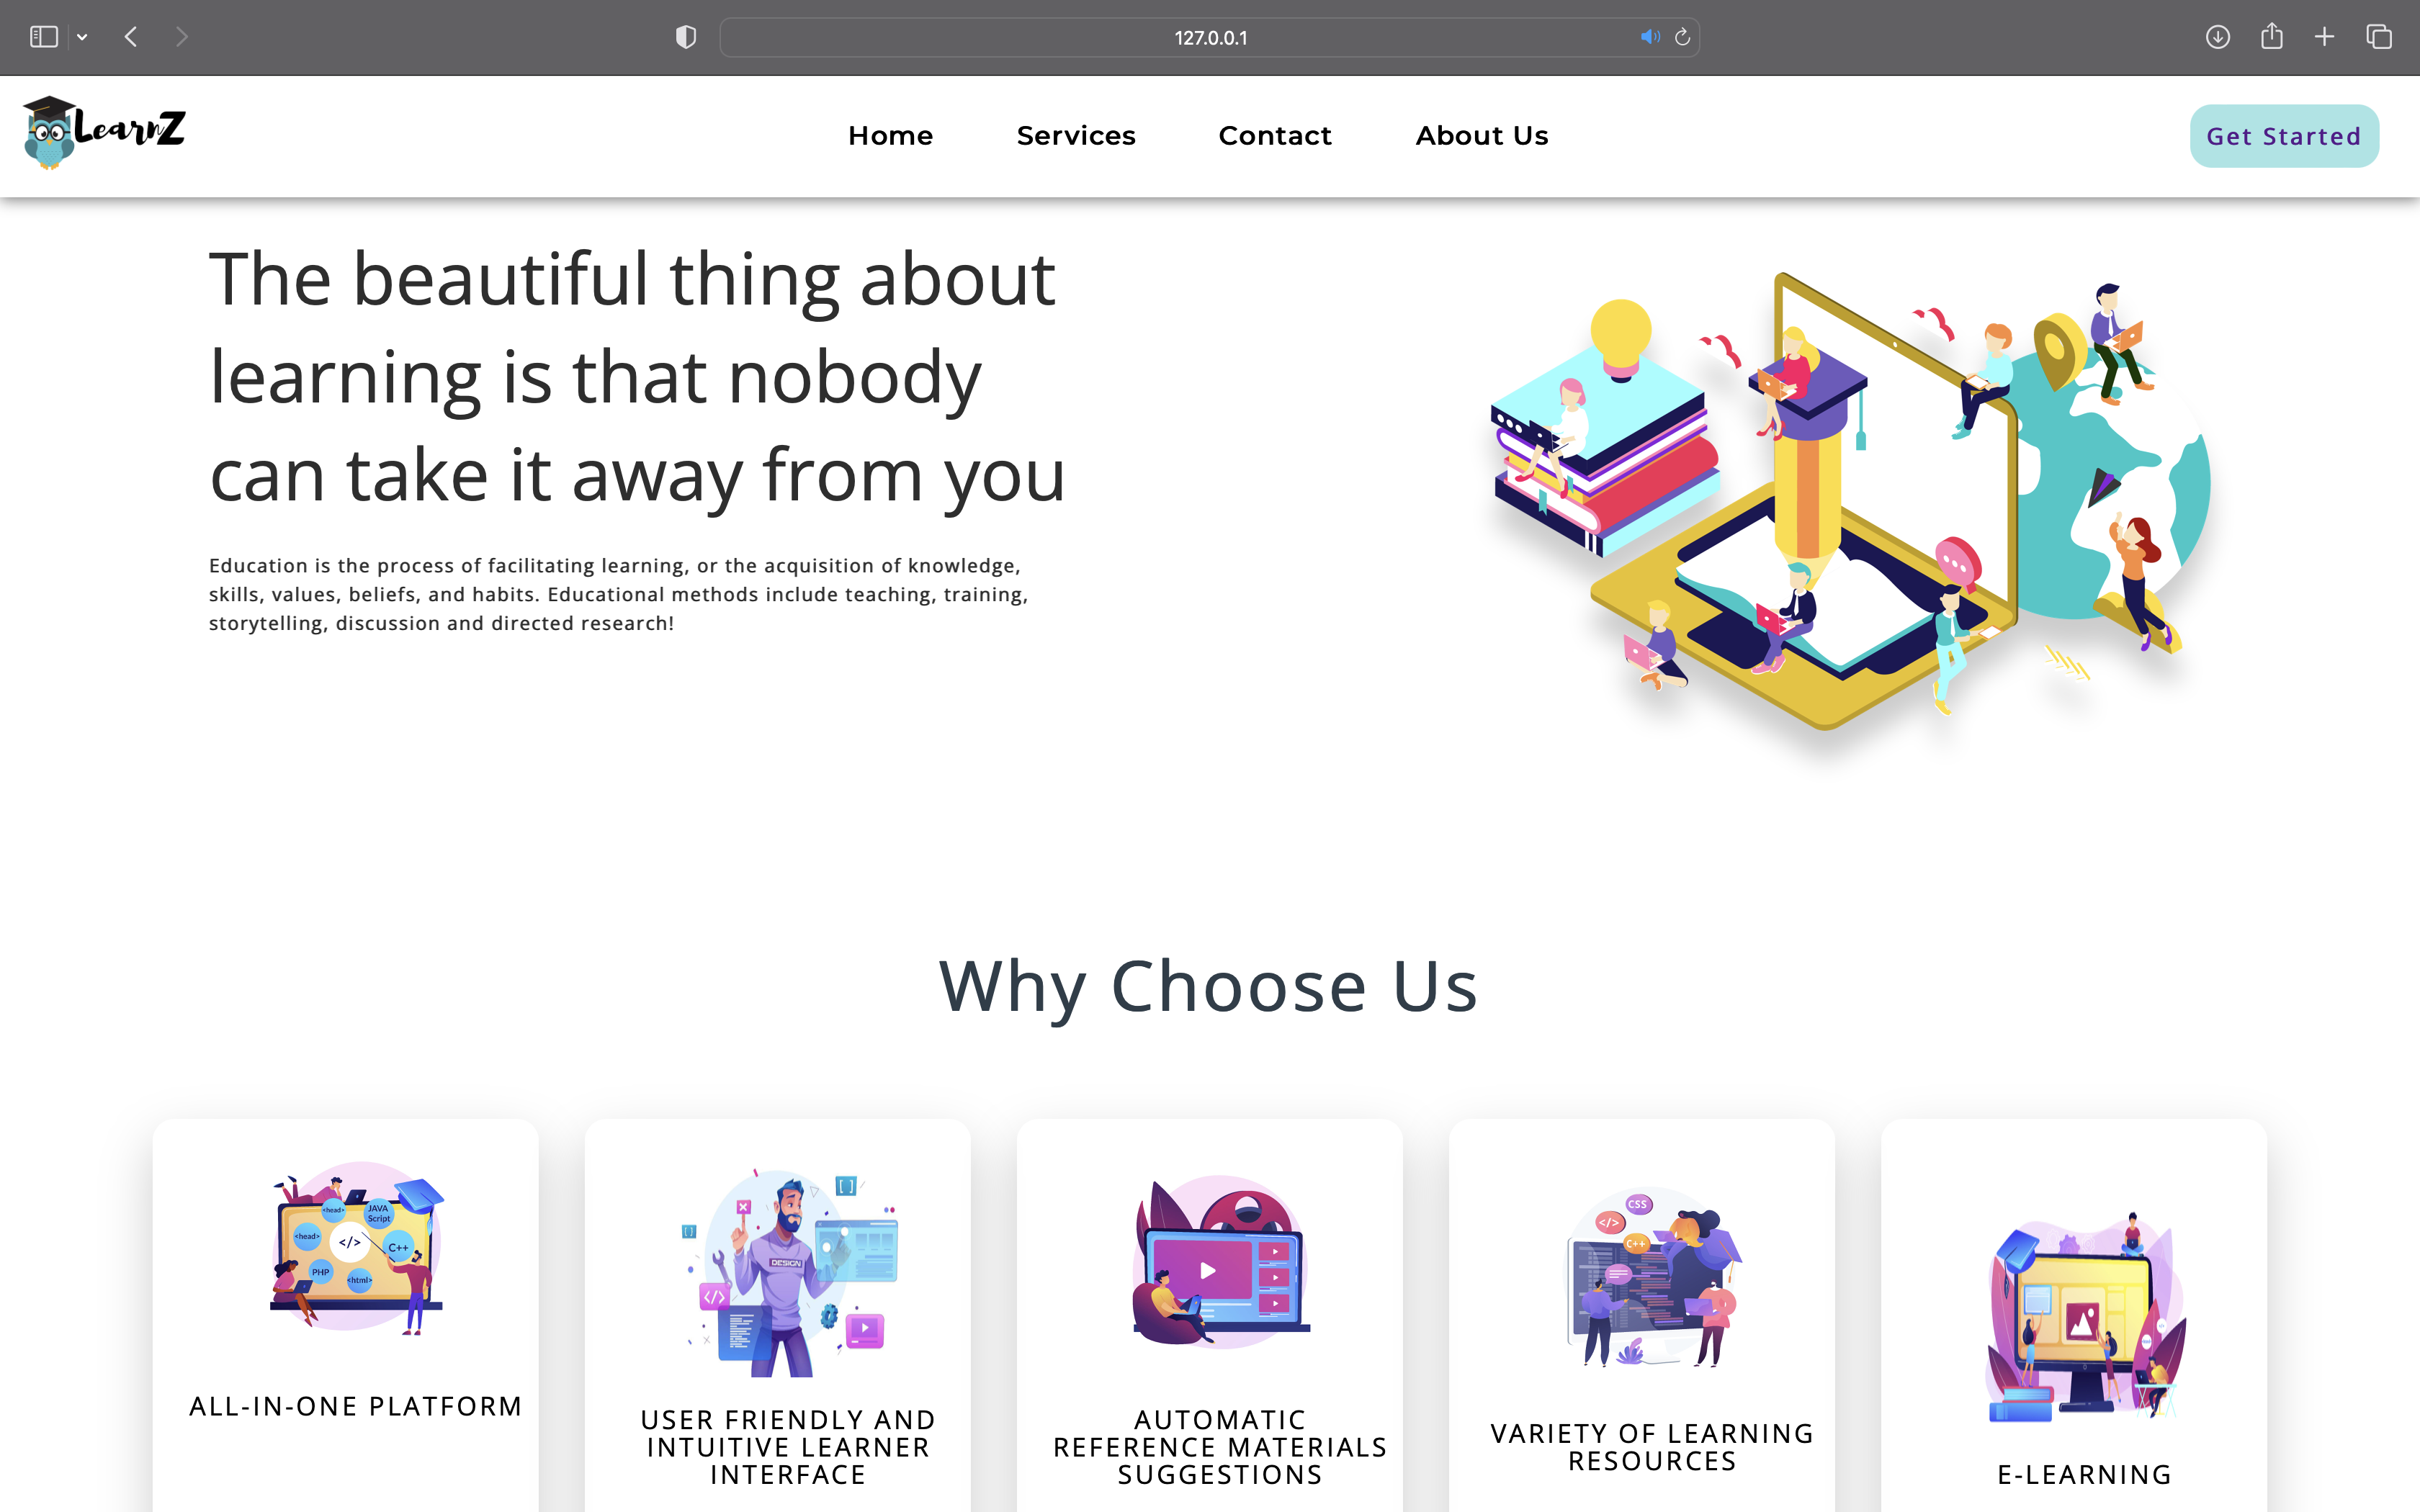 127.0.0.1
LearnZ
Home Services Contact About Us
Get Started
The beautiful thing about
learning is that nobody
can take it away from you
Education is the process of facilitating learning, or the acquisition of knowledge,
skills, values, beliefs, and habits. Educational methods include teaching, training,
storytelling, discussion and directed research!
Why Choose Us
<head>
JAVA
Script
<head>
</>
C++
PHP
<html>
ALL-IN-ONE PLATFORM
[ ]
[ ]
DESIGN
</>
USER FRIENDLY AND
INTUITIVE LEARNER
INTERFACE
AUTOMATIC
REFERENCE MATERIALS
SUGGESTIONS
CSS
</>
C++
VARIETY OF LEARNING
RESOURCES
E-LEARNING